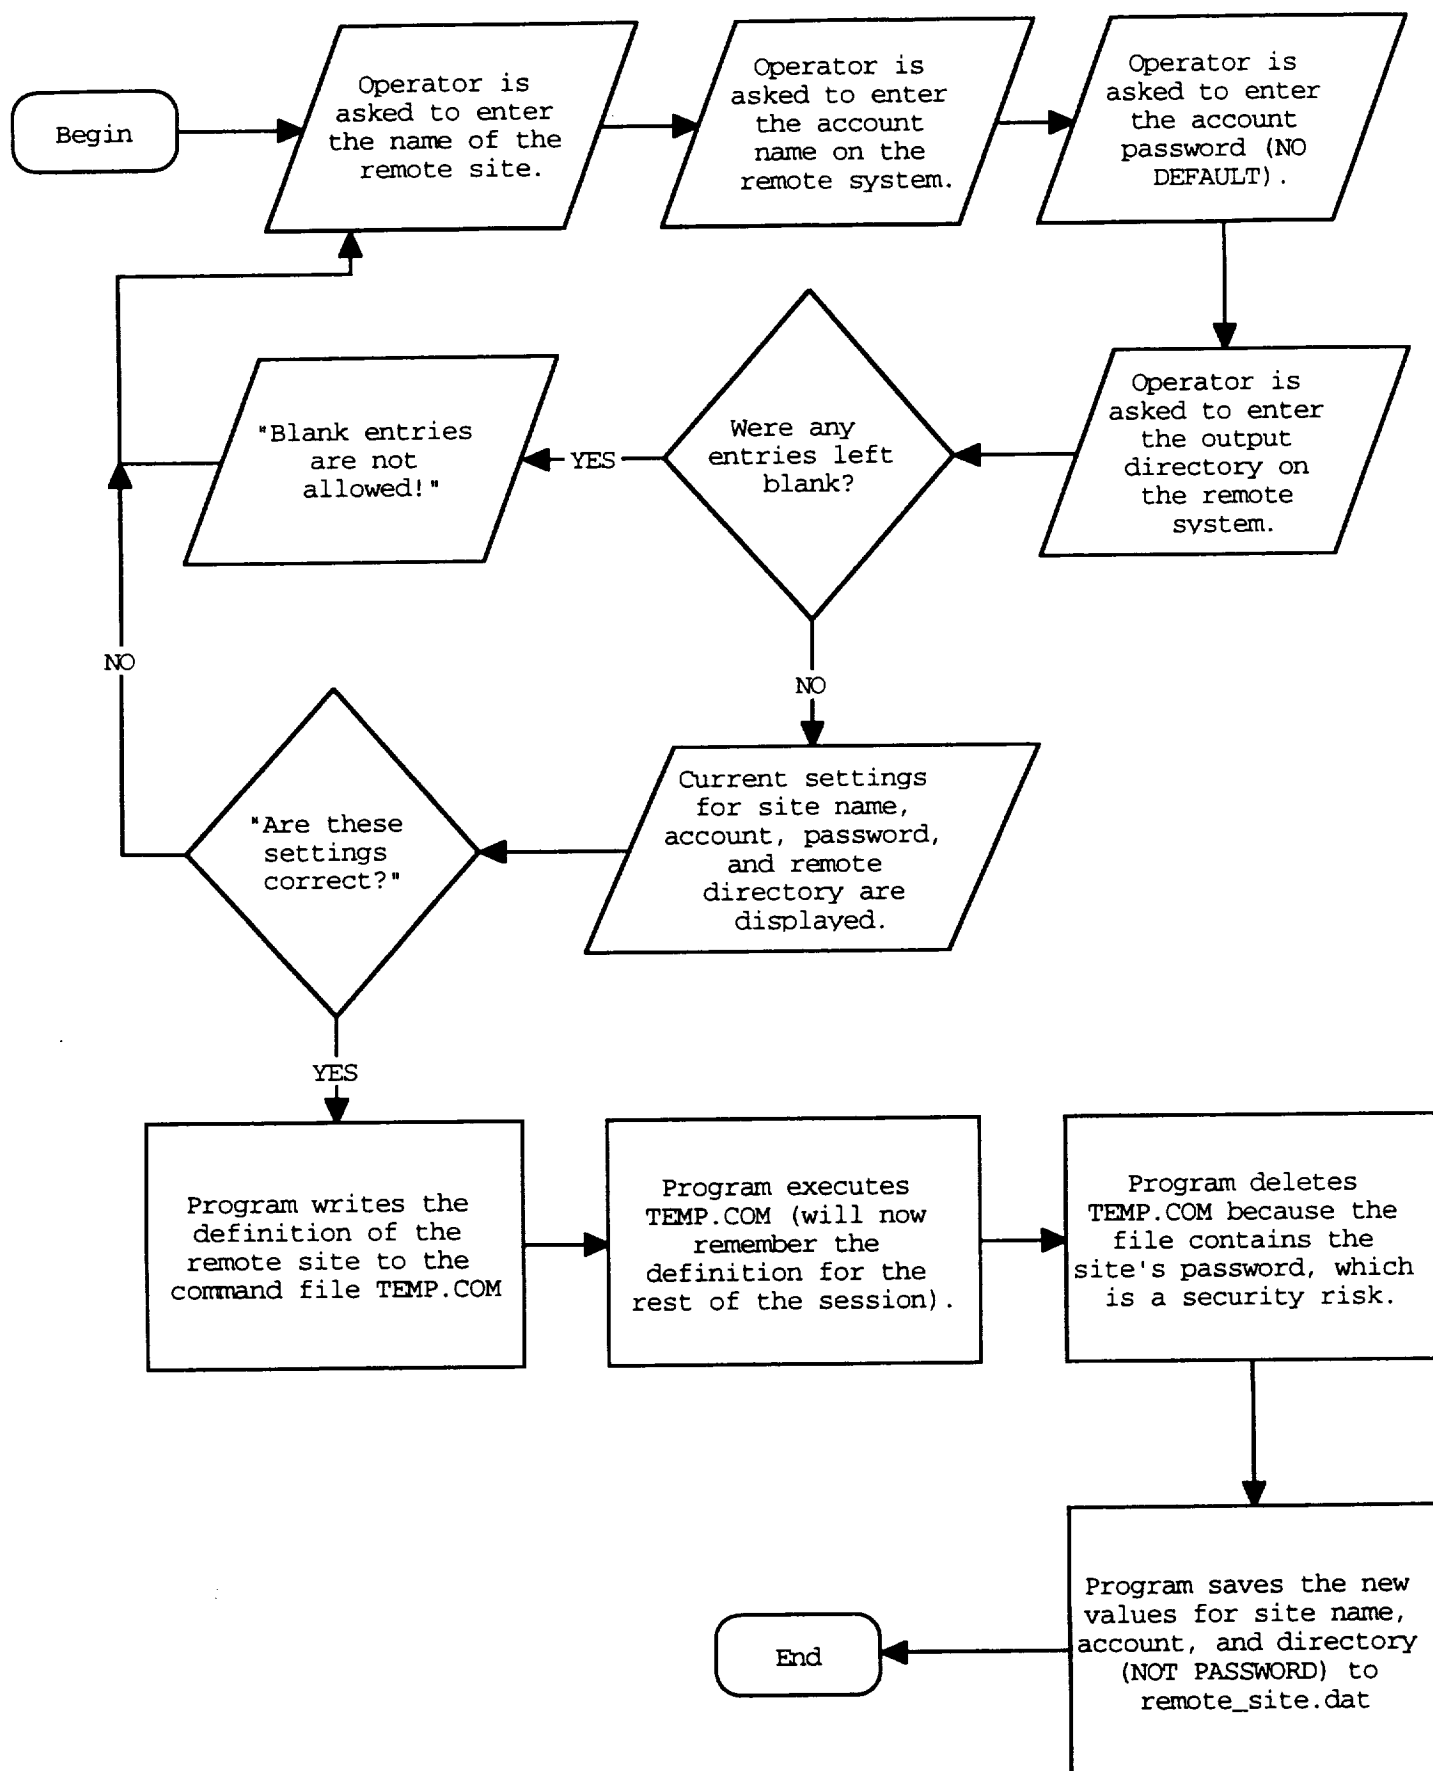 Begin
Operator is
asked to enter
the name of the
remote site.
Operator is
asked to enter
the account
name on the
remote system.
Operator is
asked to enter
the account
password (NO
DEFAULT).
Operator is
asked to enter
the output
directory on
the remote
system.
Were any
entries left
blank?
YES
"Blank entries
are not
allowed!"
NO
NO
Current settings
for site name,
account, password,
and remote
directory are
displayed.
"Are these
settings
correct?"
YES
Program writes the
definition of the
remote site to the
command file TEMP.COM
Program executes
TEMP.COM (will now
remember the
definition for the
rest of the session).
Program deletes
TEMP.COM because the
file contains the
site's password, which
is a security risk.
Program saves the new
values for site name,
account, and directory
(NOT PASSWORD) to
remote_site.dat
End